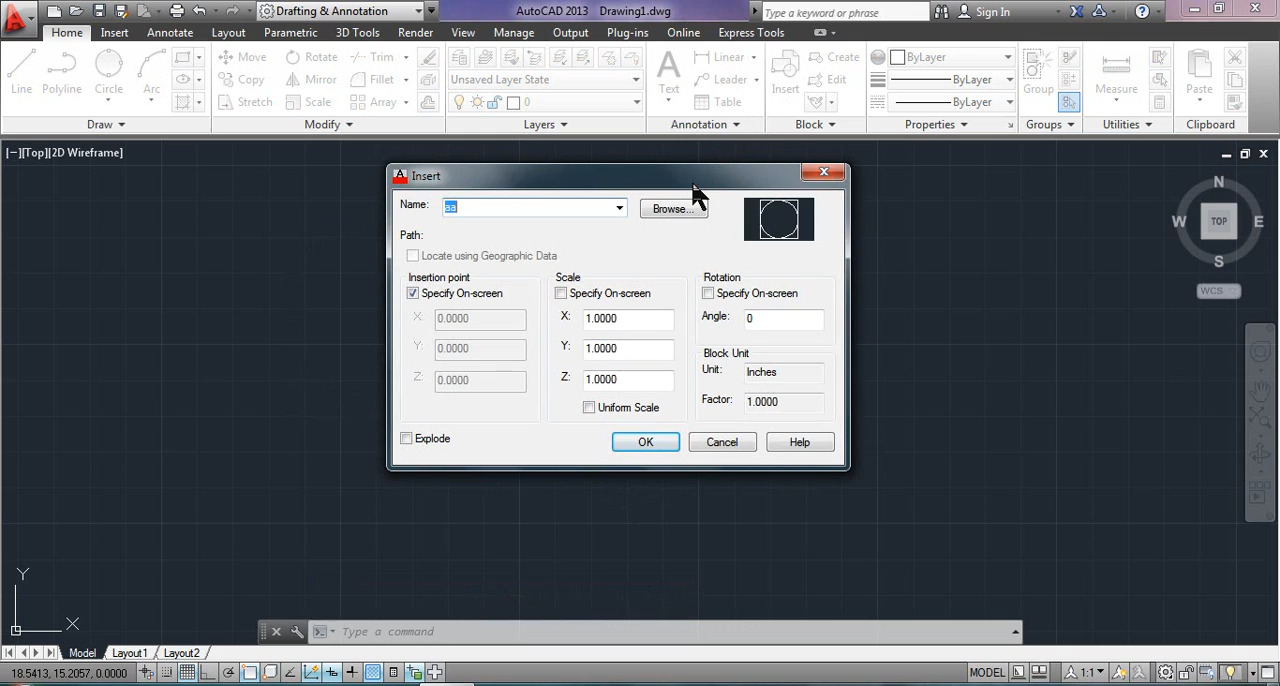 Drafting & Annotation
AutoCAD 2013 Drawing1.dwg
Type a keyword or phrase
Sign In
Home Insert Annotate Layout Parametric 3D Tools Render View Manage Output Plug-ins Online Express Tools
Line Polyline Circle Arc
Move Rotate Trim
Copy Mirror Fillet
Stretch Scale Array
Unsaved Layer State
0
Text
Linear
Leader
Table
Insert
Create
Edit
ByLayer
ByLayer
ByLayer
Group
Measure
Paste
Draw Modify Layers Annotation Block Properties Groups Utilities Clipboard
[−][Top][2D Wireframe]
N
W TOP E
S
WCS
Insert
Name: aa Browse...
Path:
Locate using Geographic Data
Insertion point
Specify On-screen
X: 0.0000
Y: 0.0000
Z: 0.0000
Scale
Specify On-screen
X: 1.0000
Y: 1.0000
Z: 1.0000
Uniform Scale
Rotation
Specify On-screen
Angle: 0
Block Unit
Unit: Inches
Factor: 1.0000
Explode
OK Cancel Help
Y
X
Type a command
Model Layout1 Layout2
18.5413, 15.2057, 0.0000
MODEL
1:1